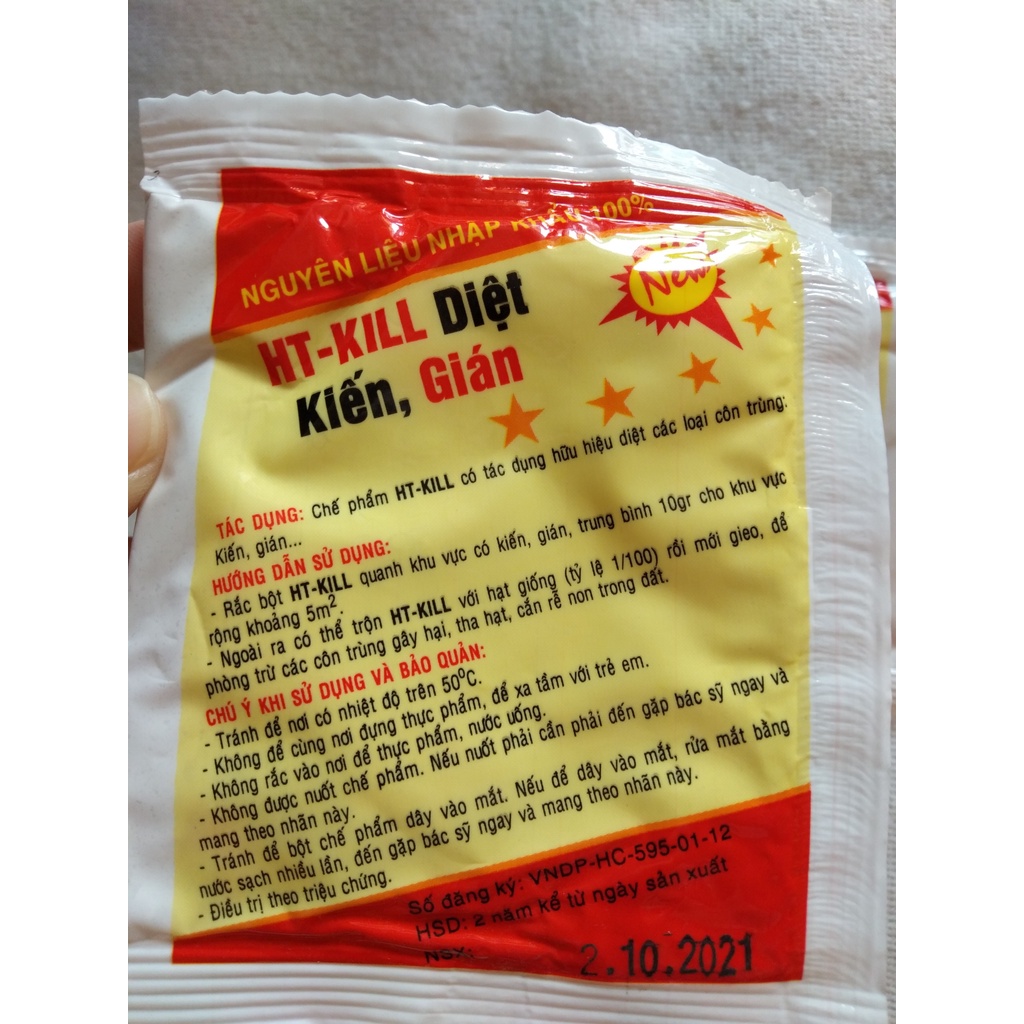 NGUYÊN LIỆU NHẬP KHẨU 100%
New
HT-KILL Diệt
Kiến, Gián
TÁC DỤNG: Chế phẩm HT-KILL có tác dụng hữu hiệu diệt các loại côn trùng:
Kiến, gián...
HƯỚNG DẪN SỬ DỤNG:
- Rắc bột HT-KILL quanh khu vực có kiến, gián, trung bình 10gr cho khu vực
rộng khoảng 5m².
- Ngoài ra có thể trộn HT-KILL với hạt giống (tỷ lệ 1/100) rồi mới gieo, để
phòng trừ các côn trùng gây hại, tha hạt, cắn rễ non trong đất.
CHÚ Ý KHI SỬ DỤNG VÀ BẢO QUẢN:
- Tránh để nơi có nhiệt độ trên 50⁰C.
- Không để cùng nơi đựng thực phẩm, để xa tầm với trẻ em.
- Không rắc vào nơi để thực phẩm, nước uống.
- Không được nuốt chế phẩm. Nếu nuốt phải cần phải đến gặp bác sỹ ngay và
mang theo nhãn này.
- Tránh để bột chế phẩm dây vào mắt. Nếu để dây vào mắt, rửa mắt bằng
nước sạch nhiều lần, đến gặp bác sỹ ngay và mang theo nhãn này.
- Điều trị theo triệu chứng.
Số đăng ký: VNDP-HC-595-01-12
HSD: 2 năm kể từ ngày sản xuất
NSX: 2.10.2021